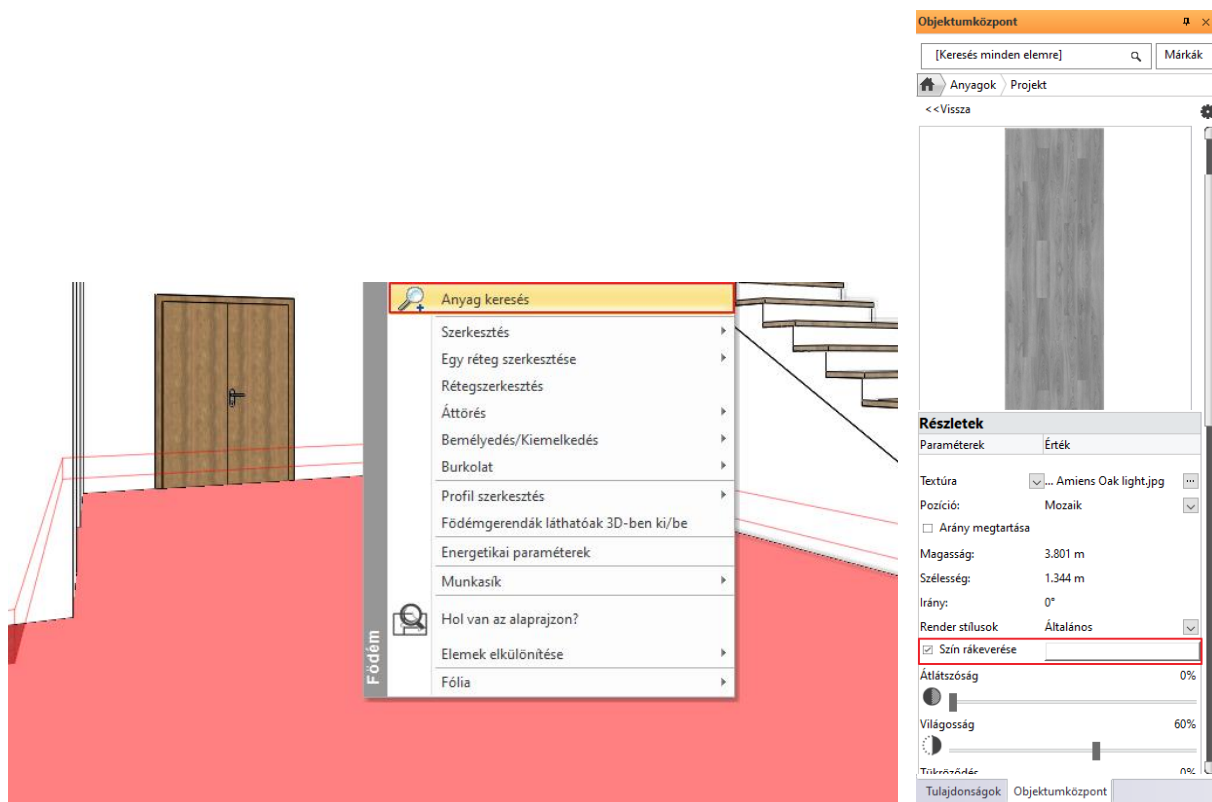 Anyag keresés
Szerkesztés
Egy réteg szerkesztése
Rétegszerkesztés
Áttörés
Bemélyedés/Kiemelkedés
Burkolat
Profil szerkesztés
Födémgerendák láthatóak 3D-ben ki/be
Energetikai paraméterek
Munkasík
Hol van az alaprajzon?
Elemek elkülönítése
Fólia
Födém
Objektumközpont
[Keresés minden elemre] Márkák
Anyagok Projekt
<<Vissza
Részletek
Paraméterek Érték
Textúra ... Amiens Oak light.jpg ...
Pozíció: Mozaik
Arány megtartása
Magasság: 3.801 m
Szélesség: 1.344 m
Irány: 0°
Render stílusok Általános
Szín rákeverése
Átlátszóság 0%
Világosság 60%
Tükröződés 0%
Tulajdonságok Objektumközpont